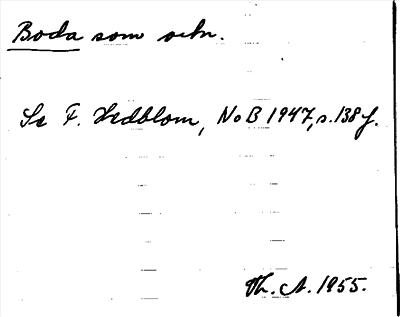 Boda som ortn.
Se F. Hedblom, NoB 1947, s. 138 f.
Th. A. 1955.